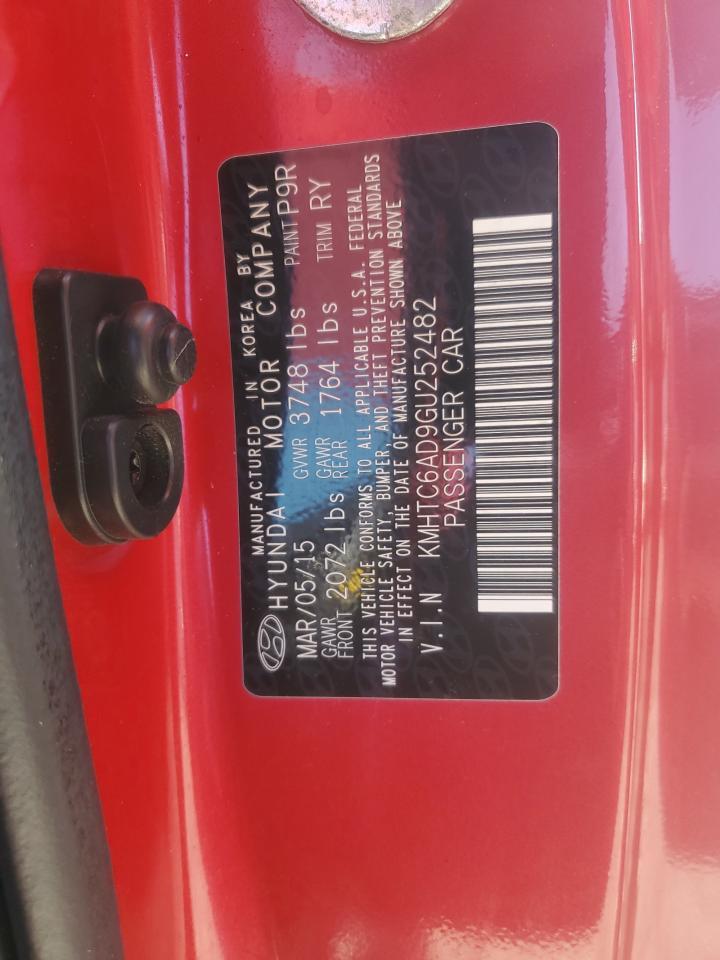 MANUFACTURED IN KOREA BY
HYUNDAI MOTOR COMPANY
MAR/05/15 GVWR 3748 lbs PAINT P9R
GAWR FRONT 2072 lbs GAWR REAR 1764 lbs TRIM RY
THIS VEHICLE CONFORMS TO ALL APPLICABLE U.S.A. FEDERAL
MOTOR VEHICLE SAFETY, BUMPER AND THEFT PREVENTION STANDARDS
IN EFFECT ON THE DATE OF MANUFACTURE SHOWN ABOVE
V.I.N KMHTC6AD9GU252482
PASSENGER CAR